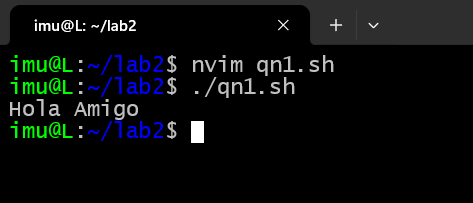 imu@L: ~/lab2
imu@L:~/lab2$ nvim qn1.sh
imu@L:~/lab2$ ./qn1.sh
Hola Amigo
imu@L:~/lab2$